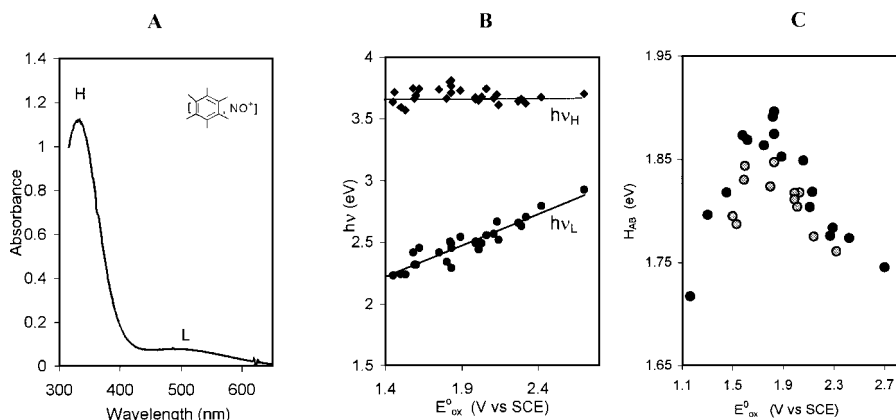 A
B
C
1.4
1.2
1
0.8
0.6
0.4
0.2
0
H
L
[ , NO⁺]
300
400
500
600
Absorbance
Wavelength (nm)
4
3.5
3
2.5
2
1.5
hν_H
hν_L
1.4
1.9
2.4
hν (eV)
E°ox (V vs SCE)
1.95
1.85
1.75
1.65
1.1
1.5
1.9
2.3
2.7
H_AB (eV)
E⁰ox (V vs SCE)